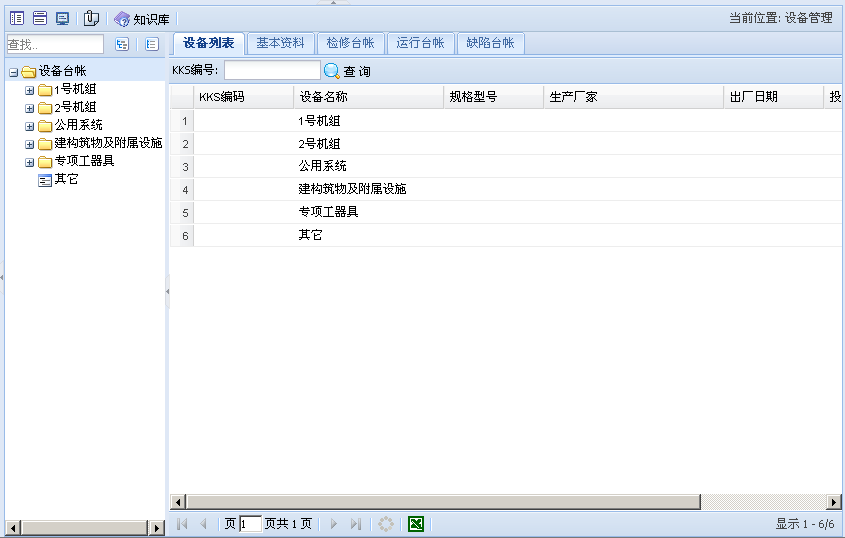 知识库
当前位置: 设备管理
查找..
设备列表 基本资料 检修台帐 运行台帐 缺陷台帐
设备台帐
1号机组
2号机组
公用系统
建构筑物及附属设施
专项工器具
其它
KKS编号: 查 询
KKS编码 设备名称 规格型号 生产厂家 出厂日期 投
1 1号机组
2 2号机组
3 公用系统
4 建构筑物及附属设施
5 专项工器具
6 其它
页 1 页共 1 页
显示 1 - 6/6